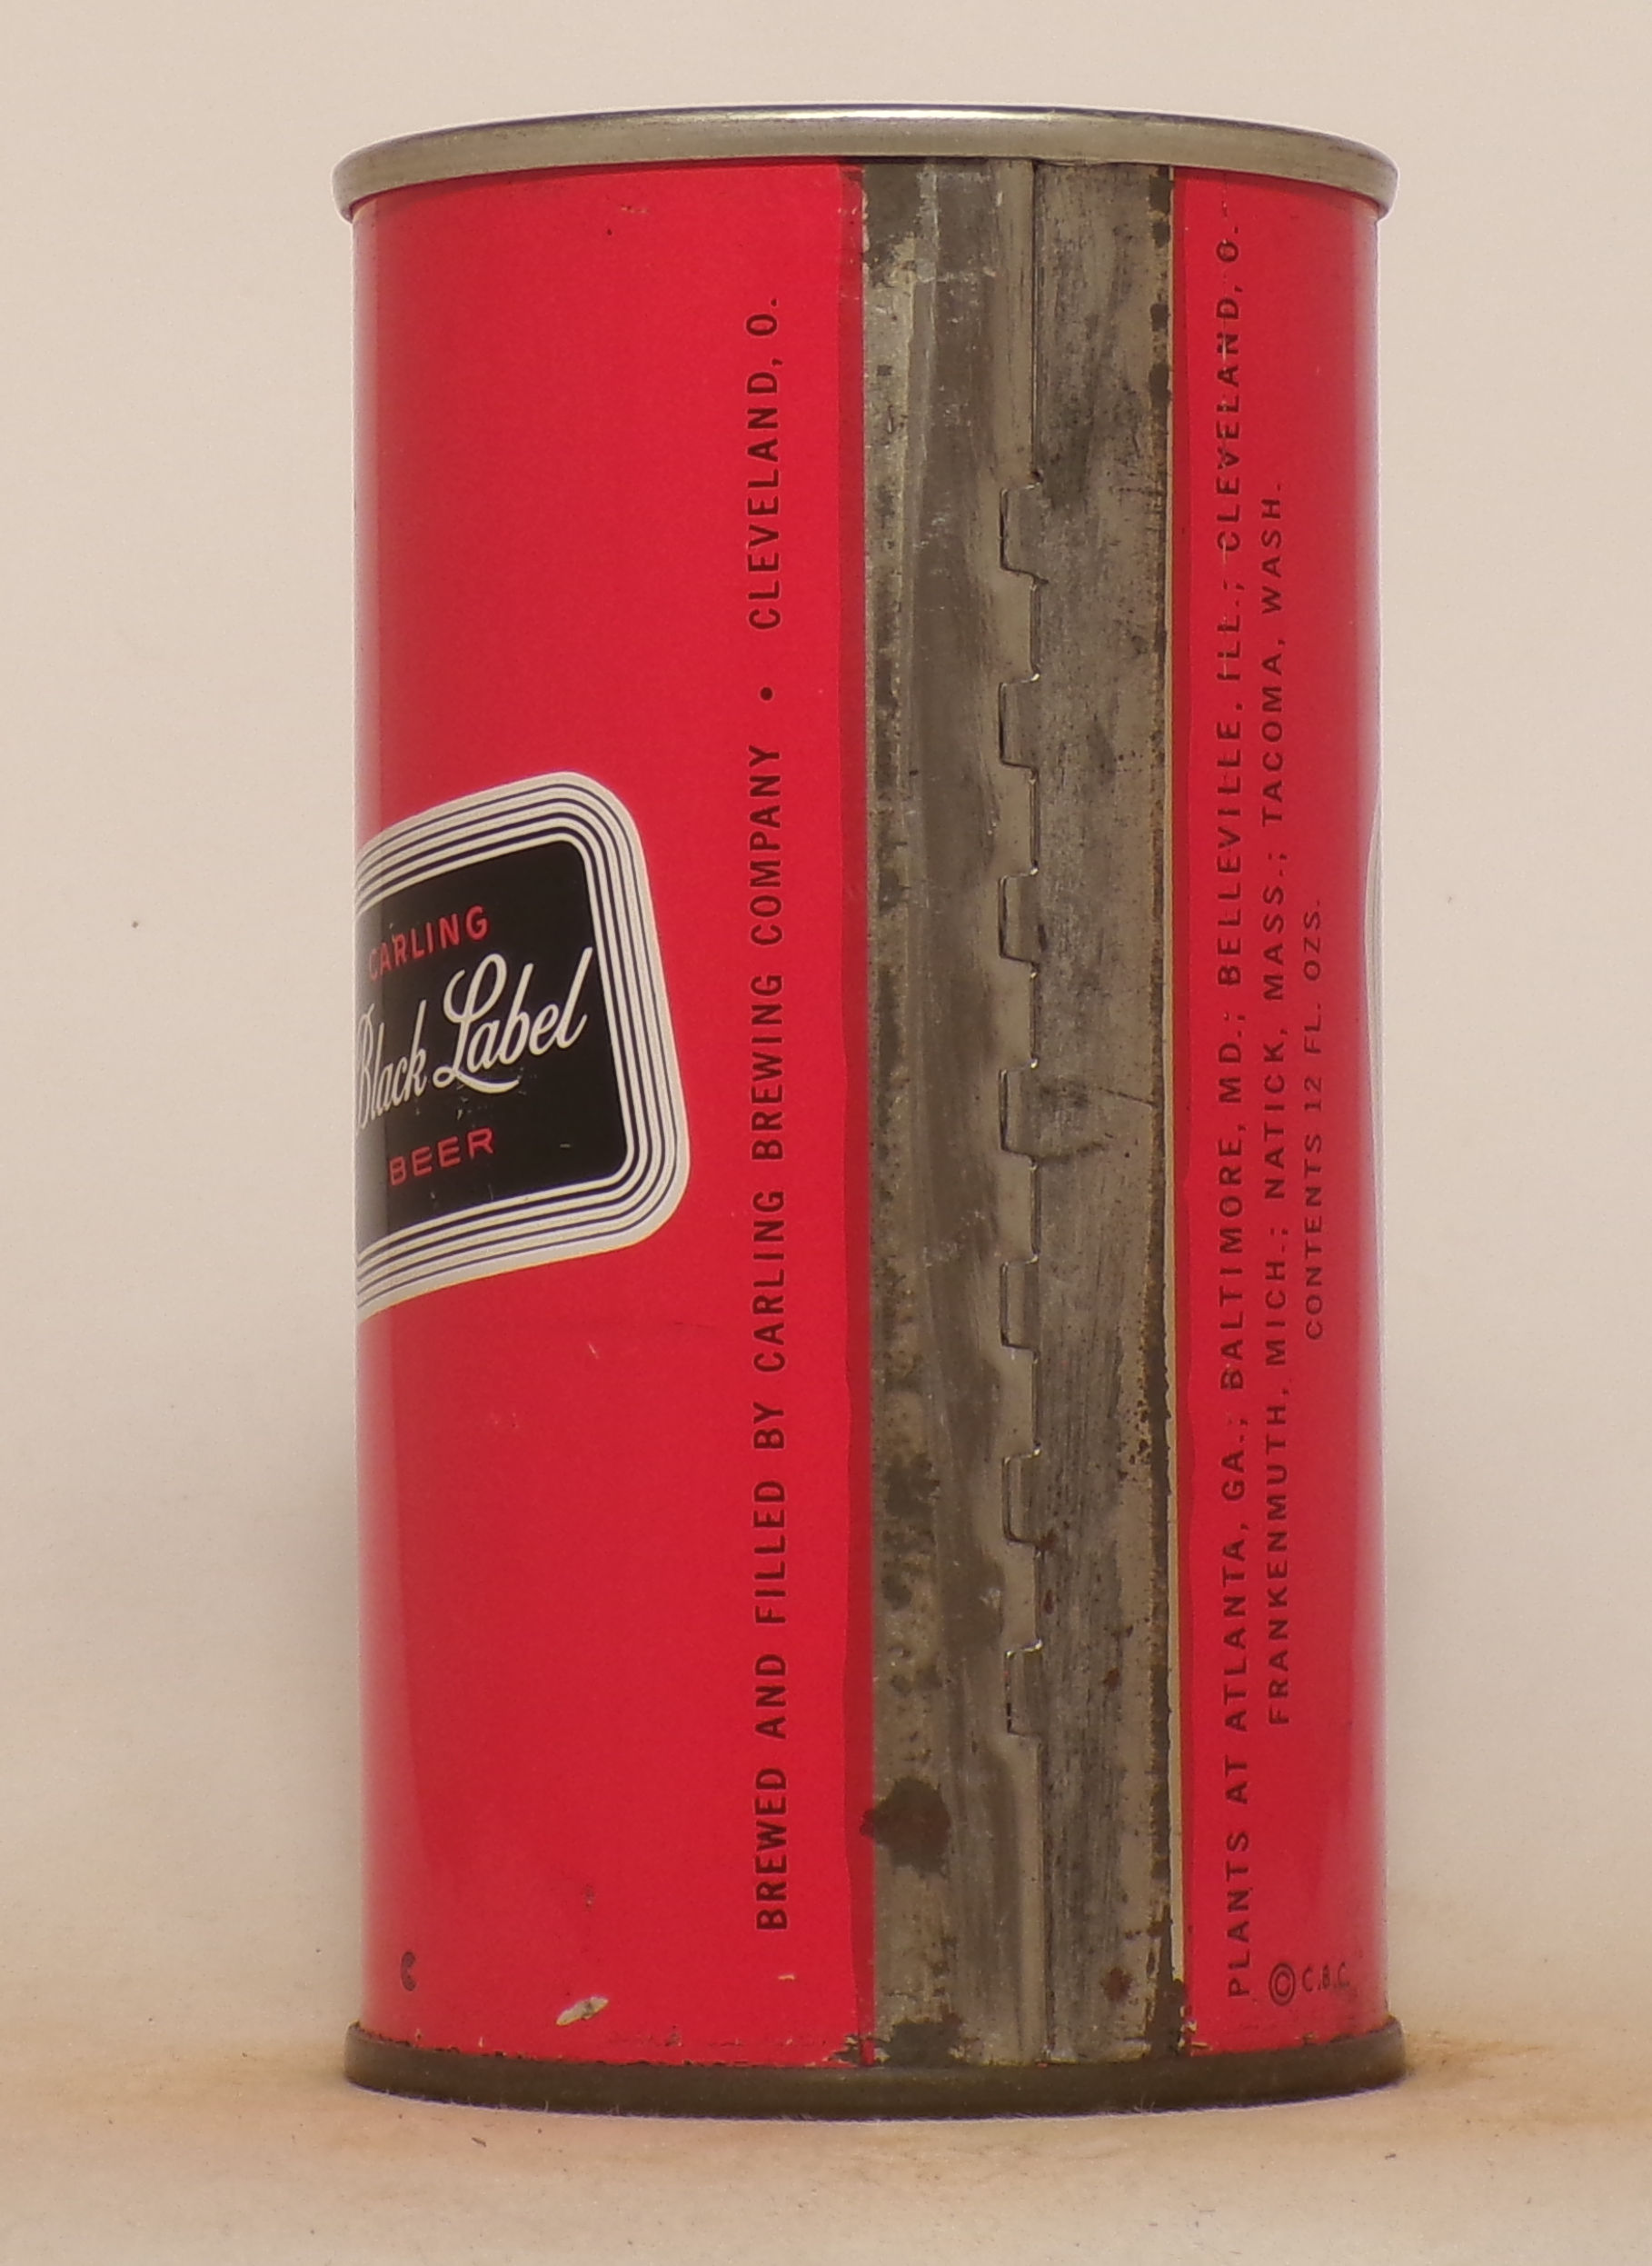 CARLING
Black Label
BEER
BREWED AND FILLED BY CARLING BREWING COMPANY • CLEVELAND, O.
PLANTS AT ATLANTA, GA.; BALTIMORE, MD.; BELLEVILLE, ILL.; CLEVELAND, O.
FRANKENMUTH, MICH.; NATICK, MASS.; TACOMA, WASH.
CONTENTS 12 FL. OZS.
© C.B.C.
C